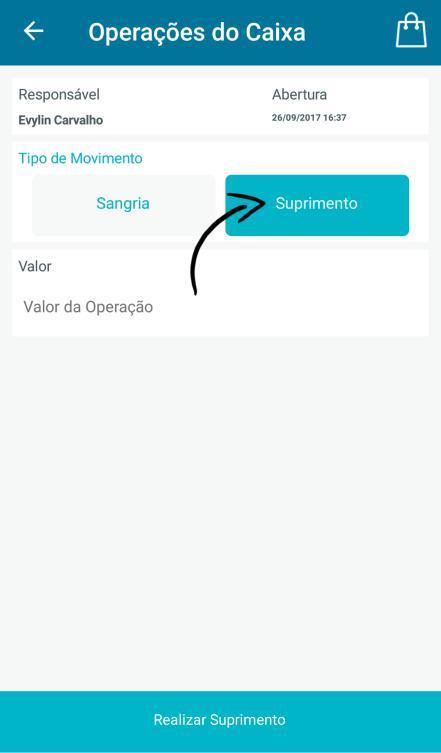 Operações do Caixa
Responsável
Abertura
Evylin Carvalho
26/09/2017 16:37
Tipo de Movimento
Sangria
Suprimento
Valor
Valor da Operação
Realizar Suprimento